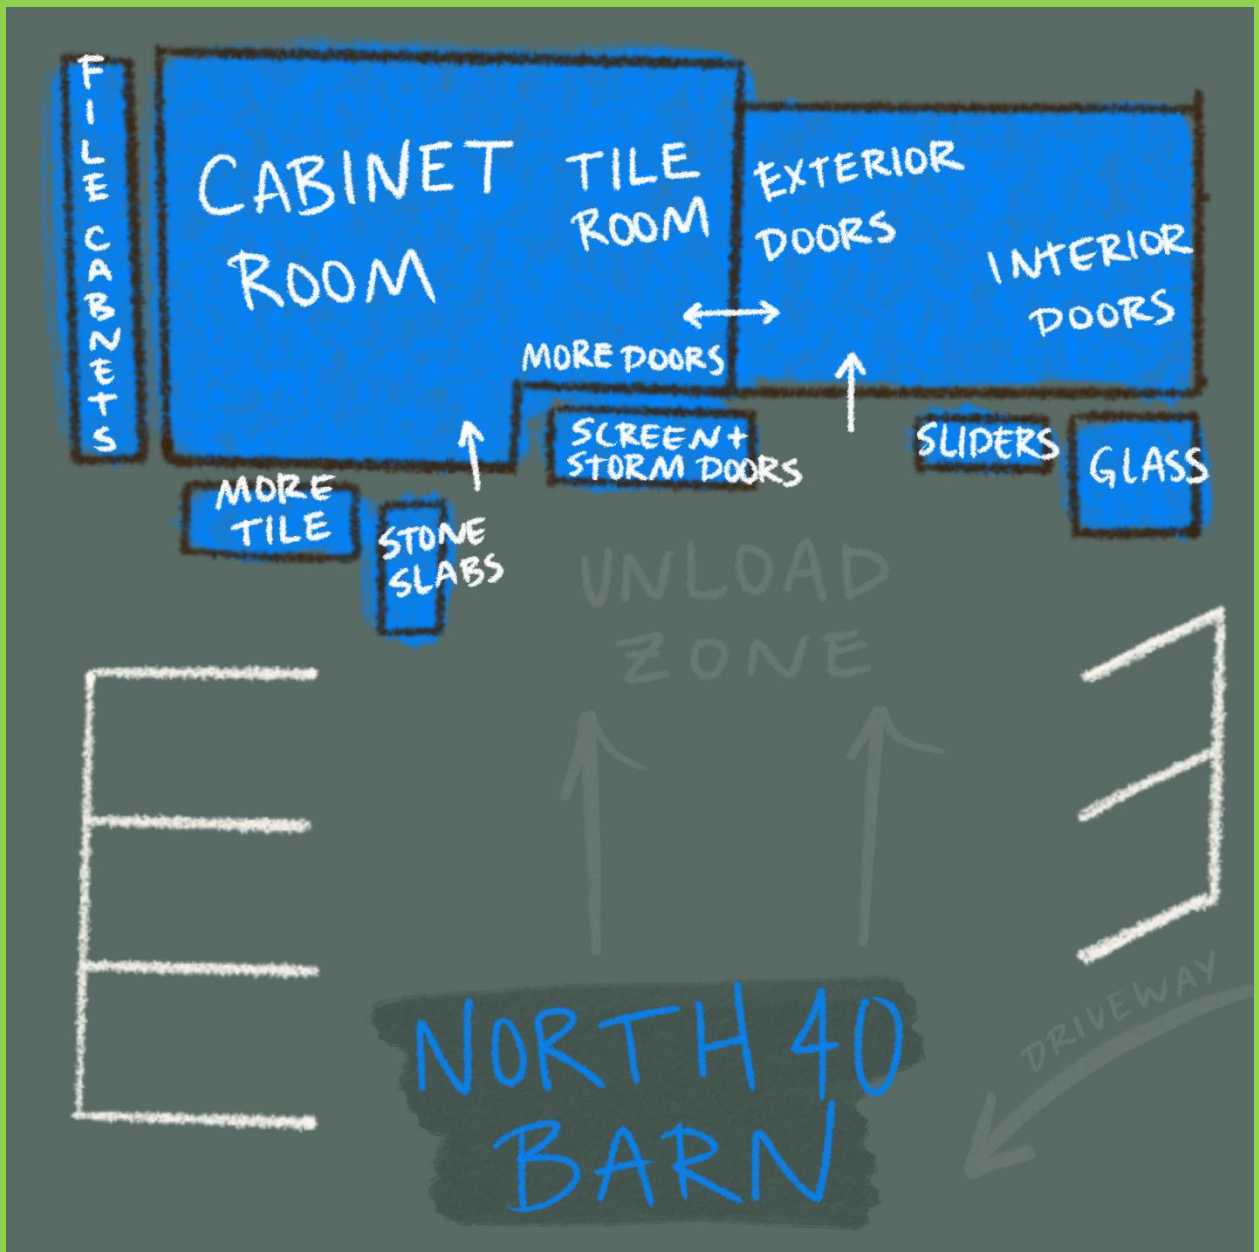 FILE CABNETS
CABINET
ROOM
TILE
ROOM
EXTERIOR
DOORS
INTERIOR
DOORS
MORE DOORS
SCREEN +
STORM DOORS
SLIDERS
GLASS
MORE
TILE
STONE
SLABS
UNLOAD
ZONE
DRIVEWAY
NORTH 40
BARN